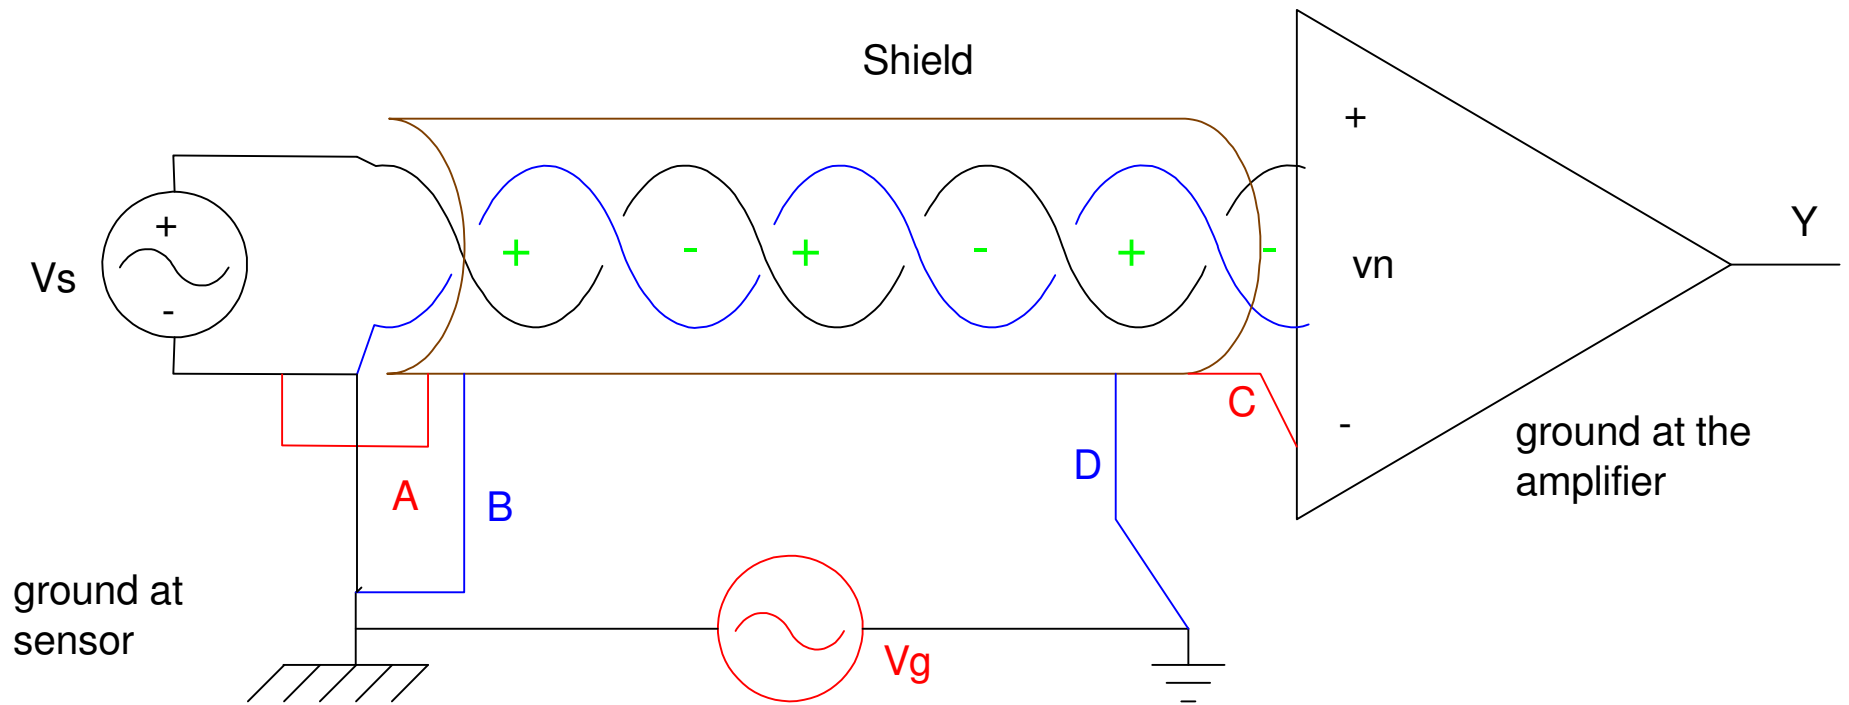 Shield
+
Y
+
Vs
-
+
-
+
-
+
-
vn
C
-
ground at the
amplifier
D
A
B
ground at
sensor
Vg